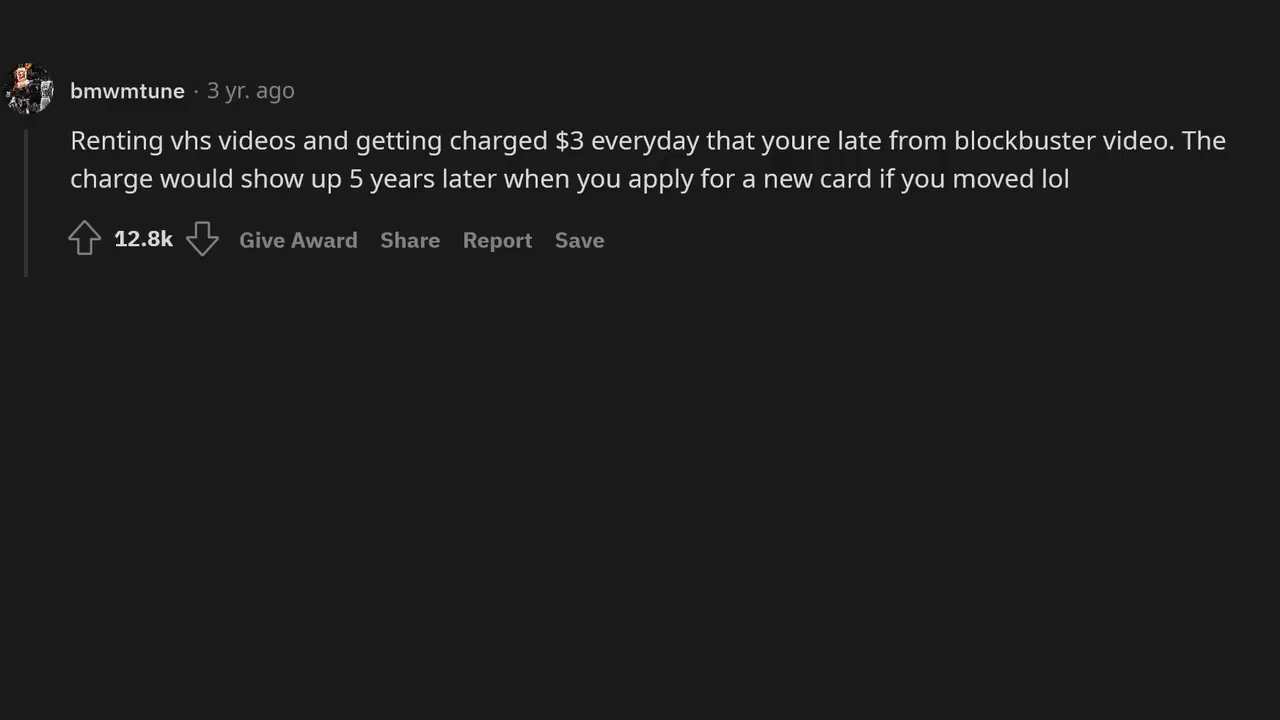 bmwmtune · 3 yr. ago
Renting vhs videos and getting charged $3 everyday that youre late from blockbuster video. The
charge would show up 5 years later when you apply for a new card if you moved lol
12.8k Give Award Share Report Save